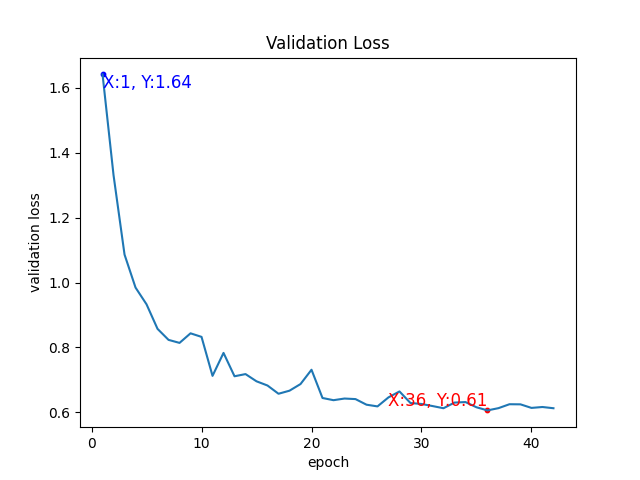 Validation Loss
X:1, Y:1.64
1.6
1.4
1.2
1.0
0.8
0.6
validation loss
X:36, Y:0.61
0
10
20
30
40
epoch